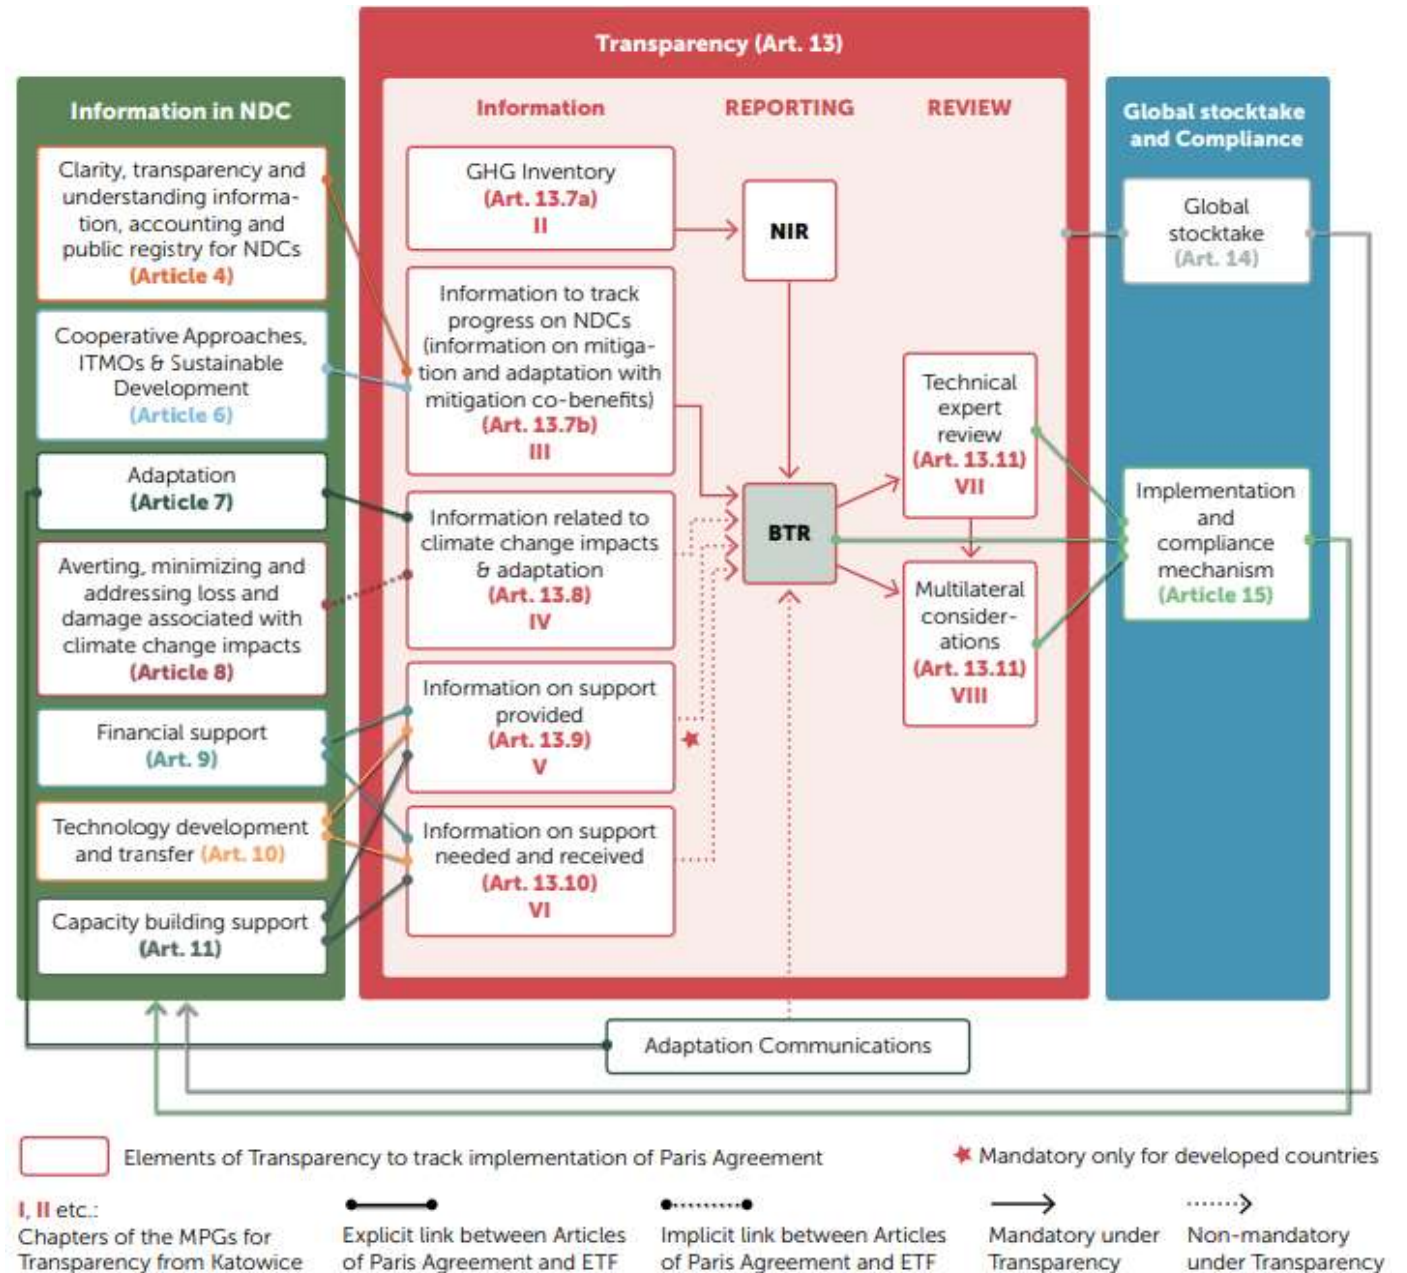 Transparency (Art. 13)
Information in NDC
Clarity, transparency and
understanding informa-
tion, accounting and
public registry for NDCs
(Article 4)
Cooperative Approaches,
ITMOs & Sustainable
Development
(Article 6)
Adaptation
(Article 7)
Averting, minimizing and
addressing loss and
damage associated with
climate change impacts
(Article 8)
Financial support
(Art. 9)
Technology development
and transfer (Art. 10)
Capacity building support
(Art. 11)
Information
GHG Inventory
(Art. 13.7a)
II
Information to track
progress on NDCs
(information on mitiga-
tion and adaptation with
mitigation co-benefits)
(Art. 13.7b)
III
Information related to
climate change impacts
& adaptation
(Art. 13.8)
IV
Information on support
provided
(Art. 13.9)
V
Information on support
needed and received
(Art. 13.10)
VI
REPORTING
NIR
BTR
REVIEW
Technical
expert
review
(Art. 13.11)
VII
Multilateral
consider-
ations
(Art. 13.11)
VIII
Global stocktake
and Compliance
Global
stocktake
(Art. 14)
Implementation
and
compliance
mechanism
(Article 15)
Adaptation Communications
Elements of Transparency to track implementation of Paris Agreement
Mandatory only for developed countries
I, II etc.:
Chapters of the MPGs for
Transparency from Katowice
Explicit link between Articles
of Paris Agreement and ETF
Implicit link between Articles
of Paris Agreement and ETF
Mandatory under
Transparency
Non-mandatory
under Transparency